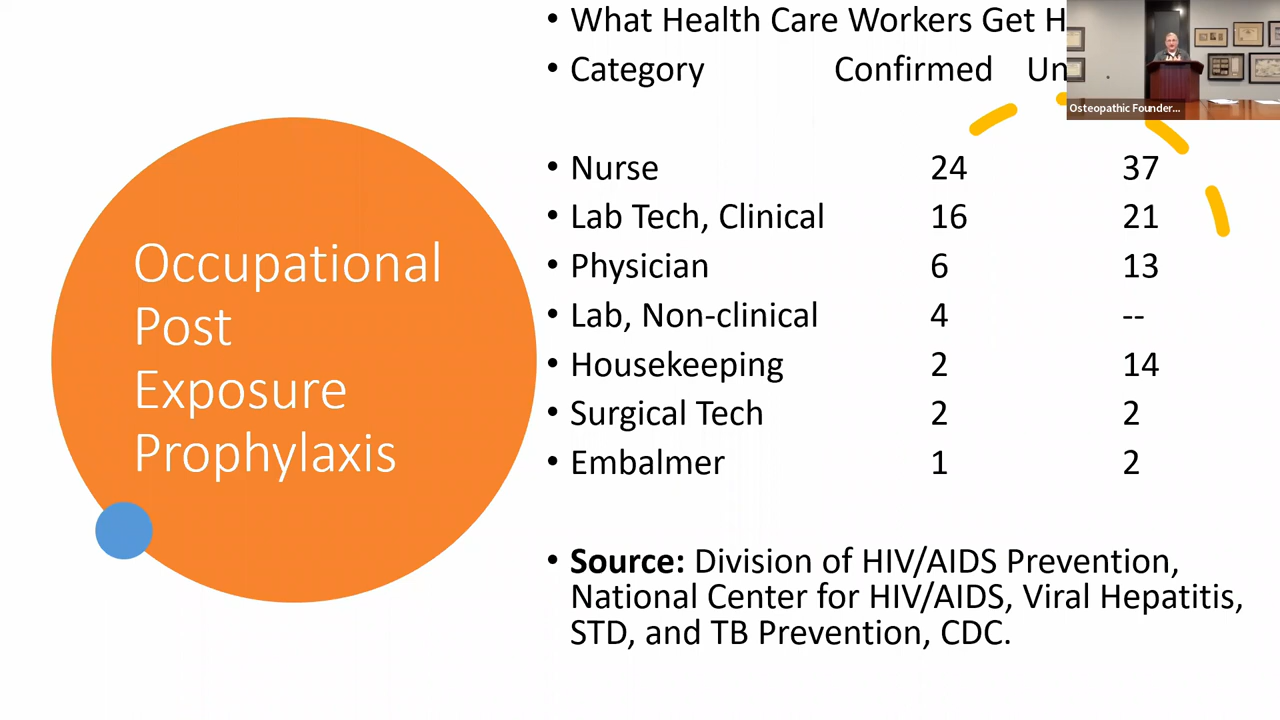 Occupational
Post
Exposure
Prophylaxis
• What Health Care Workers Get
• Category Confirmed
• Nurse 24 37
• Lab Tech, Clinical 16 21
• Physician 6 13
• Lab, Non-clinical 4 --
• Housekeeping 2 14
• Surgical Tech 2 2
• Embalmer 1 2
• Source: Division of HIV/AIDS Prevention,
National Center for HIV/AIDS, Viral Hepatitis,
STD, and TB Prevention, CDC.
Osteopathic Founder...